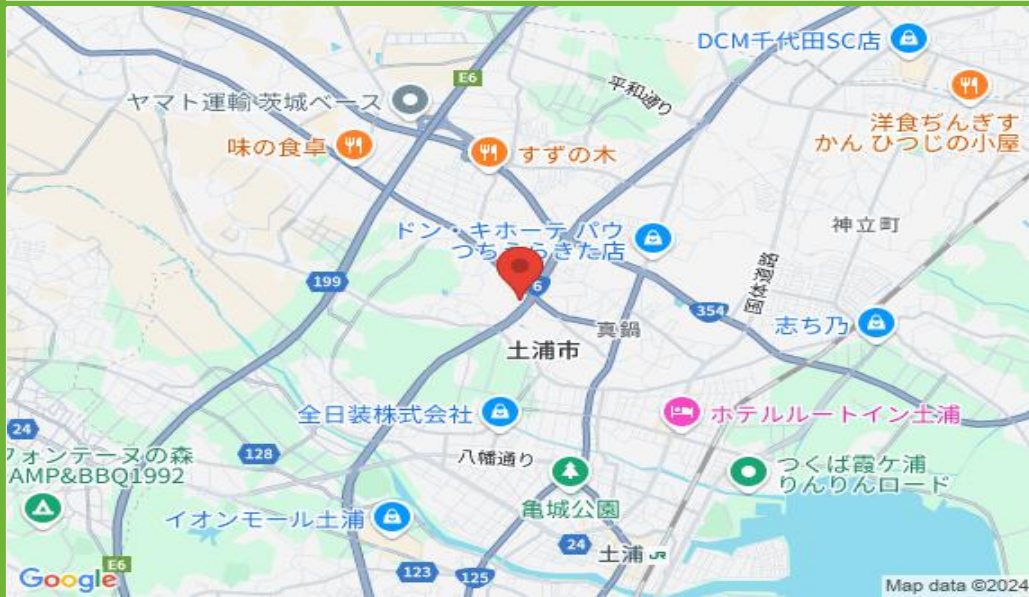 DCM千代田SC店
E6
平和通り
ヤマト運輸 茨城ベース
味の食卓
すずの木
洋食ぢんぎす
かん ひつじの小屋
ドン・キホーテ パウ
つちうらきた店
神立町
199
6
国体道路
354
真鍋
志ち乃
土浦市
全日装株式会社
ホテルルートイン土浦
24
フォンテーヌの森
AMP&BBQ1992
128
八幡通り
つくば霞ケ浦
りんりんロード
亀城公園
イオンモール土浦
24
土浦 JR
E6
123
125
Google
Map data ©2024